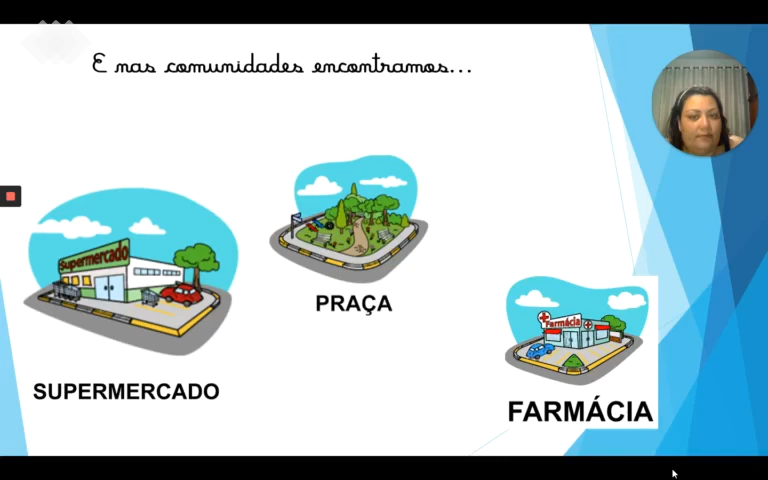 E nas comunidades encontramos...
Supermercado
PRAÇA
Farmácia
SUPERMERCADO
FARMÁCIA